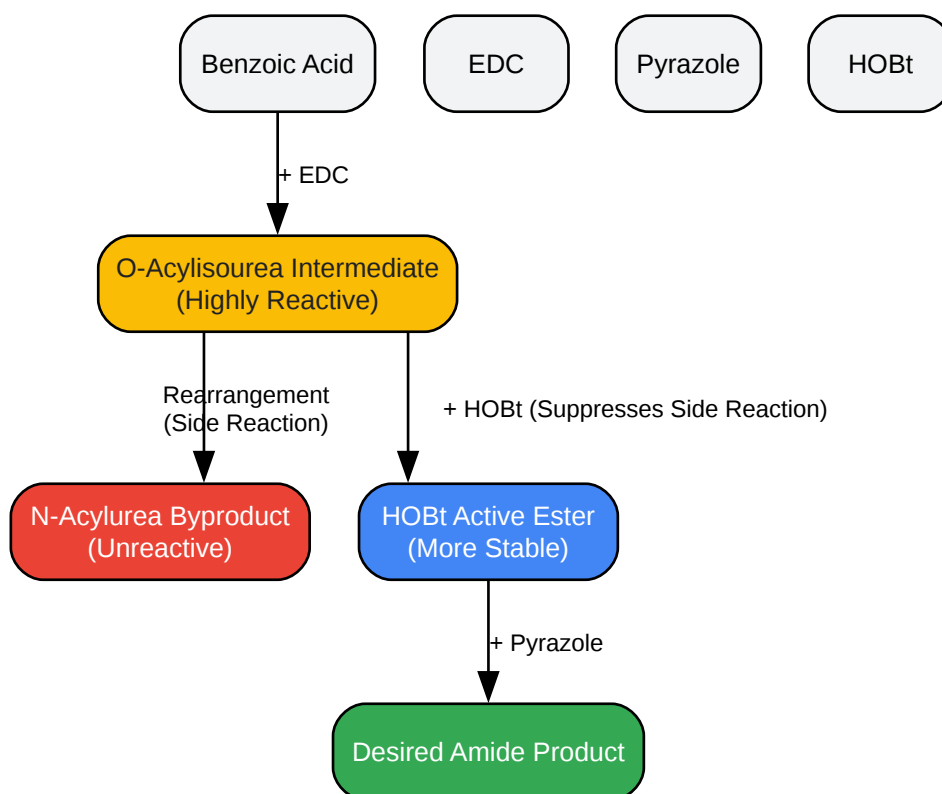 Benzoic Acid
EDC
Pyrazole
HOBt
+ EDC
O-Acylisourea Intermediate
(Highly Reactive)
Rearrangement
(Side Reaction)
+ HOBt (Suppresses Side Reaction)
N-Acylurea Byproduct
(Unreactive)
HOBt Active Ester
(More Stable)
+ Pyrazole
Desired Amide Product